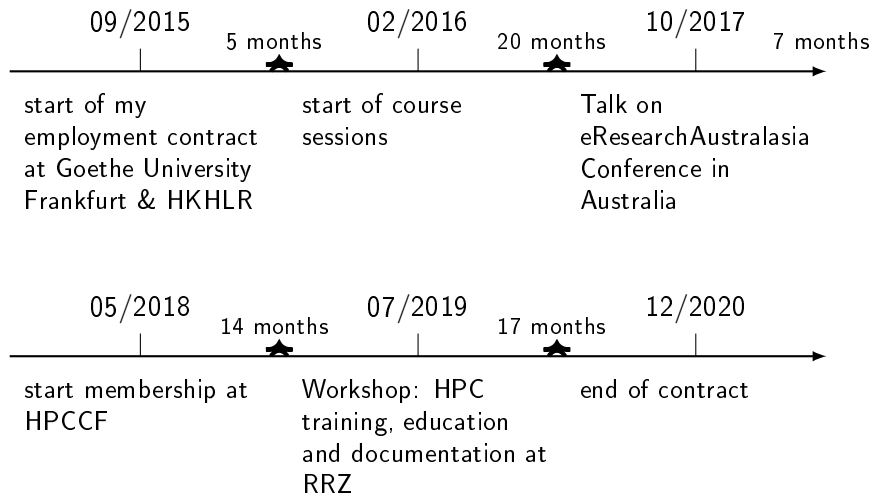 09/2015
5 months
02/2016
20 months
10/2017
7 months
start of my
employment contract
at Goethe University
Frankfurt & HKHLR
start of course
sessions
Talk on
eResearchAustralasia
Conference in
Australia
05/2018
14 months
07/2019
17 months
12/2020
start membership at
HPCCF
Workshop: HPC
training, education
and documentation at
RRZ
end of contract